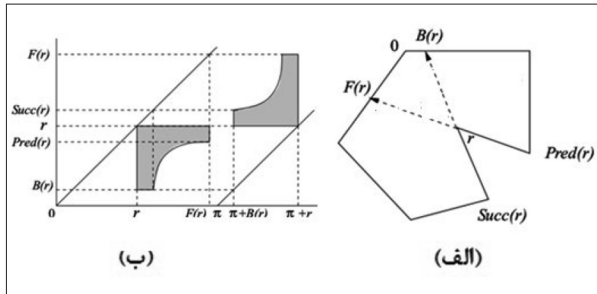 F(r)
Succ(r)
r
Pred(r)
B(r)
0
r
F(r)
π
π+B(r)
π+r
(ب)
0
B(r)
F(r)
r
Pred(r)
Succ(r)
(الف)